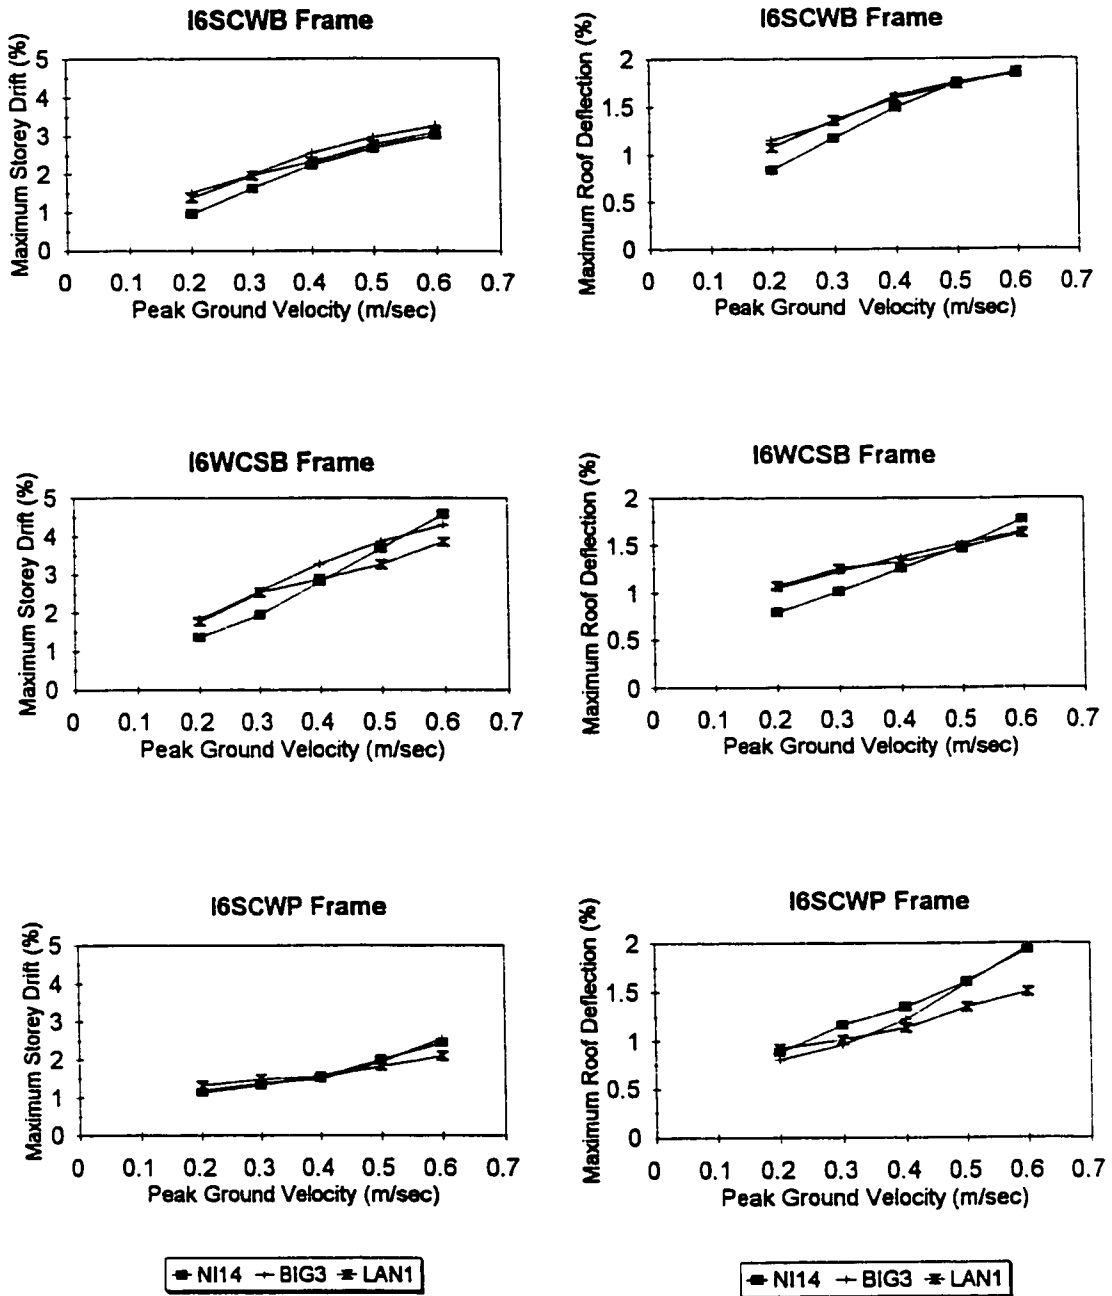 I6SCWB Frame
Maximum Storey Drift (%)
5
4
3
2
1
0
0 0.1 0.2 0.3 0.4 0.5 0.6 0.7
Peak Ground Velocity (m/sec)
I6SCWB Frame
Maximum Roof Deflection (%)
2
1.5
1
0.5
0
0 0.1 0.2 0.3 0.4 0.5 0.6 0.7
Peak Ground Velocity (m/sec)
I6WCSB Frame
Maximum Storey Drift (%)
5
4
3
2
1
0
0 0.1 0.2 0.3 0.4 0.5 0.6 0.7
Peak Ground Velocity (m/sec)
I6WCSB Frame
Maximum Roof Deflection (%)
2
1.5
1
0.5
0
0 0.1 0.2 0.3 0.4 0.5 0.6 0.7
Peak Ground Velocity (m/sec)
I6SCWP Frame
Maximum Storey Drift (%)
5
4
3
2
1
0
0 0.1 0.2 0.3 0.4 0.5 0.6 0.7
Peak Ground Velocity (m/sec)
I6SCWP Frame
Maximum Roof Deflection (%)
2
1.5
1
0.5
0
0 0.1 0.2 0.3 0.4 0.5 0.6 0.7
Peak Ground Velocity (m/sec)
NI14 BIG3 LAN1
NI14 BIG3 LAN1